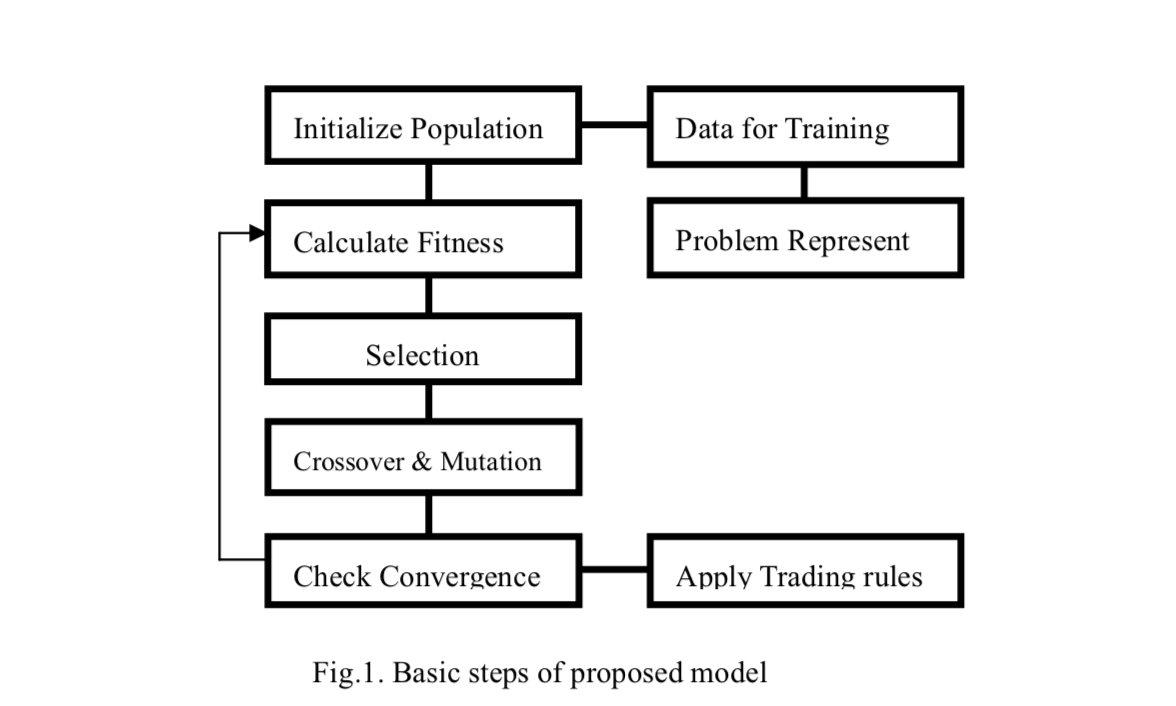 Initialize Population
Data for Training
Calculate Fitness
Problem Represent
Selection
Crossover & Mutation
Check Convergence
Apply Trading rules
Fig.1. Basic steps of proposed model